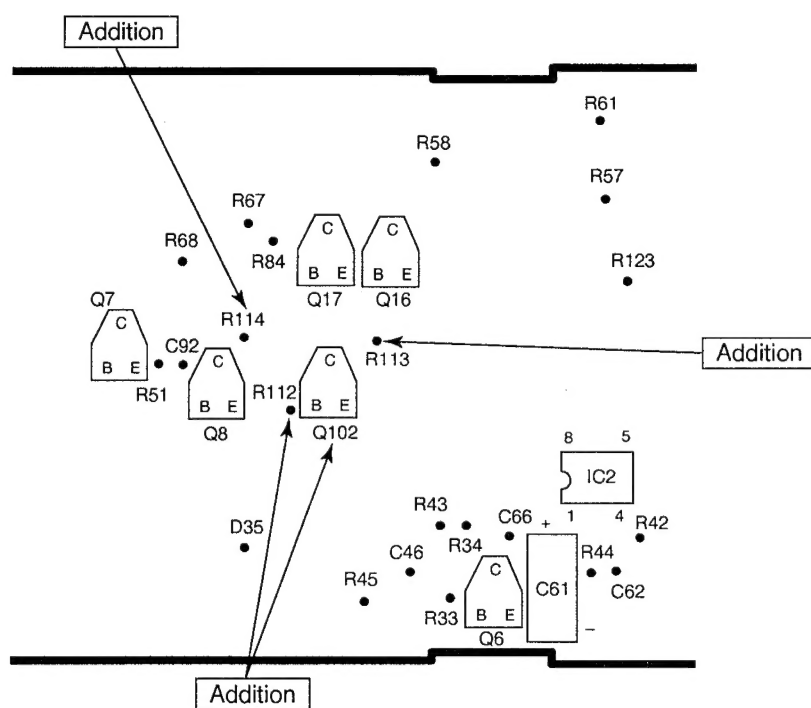 Addition
R61
R58
R57
R67
R68
R84
C
B E
Q17
C
B E
Q16
R123
Q7
C
B E
R114
R51
C92
C
B E
Q8
R113
Addition
R112
C
B E
Q102
8 5
IC2
1 4
D35
R43
R34
C66
R42
+
C46
R45
R33
C
B E
Q6
C61
−
R44
C62
Addition